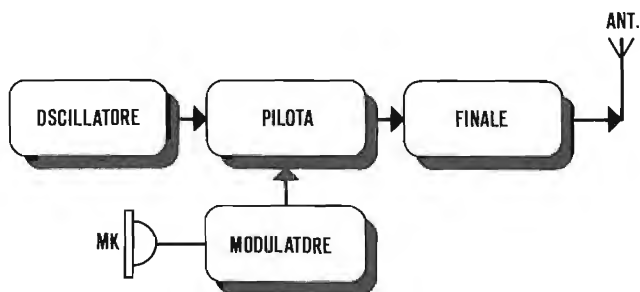 ANT.
OSCILLATORE
PILOTA
FINALE
MK
MODULATORE